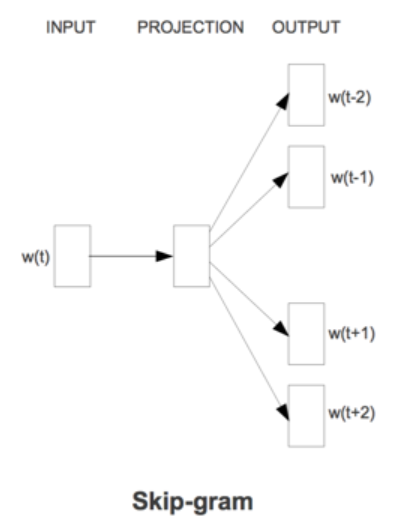 INPUT PROJECTION OUTPUT
w(t-2)
w(t-1)
w(t)
w(t+1)
w(t+2)
Skip-gram